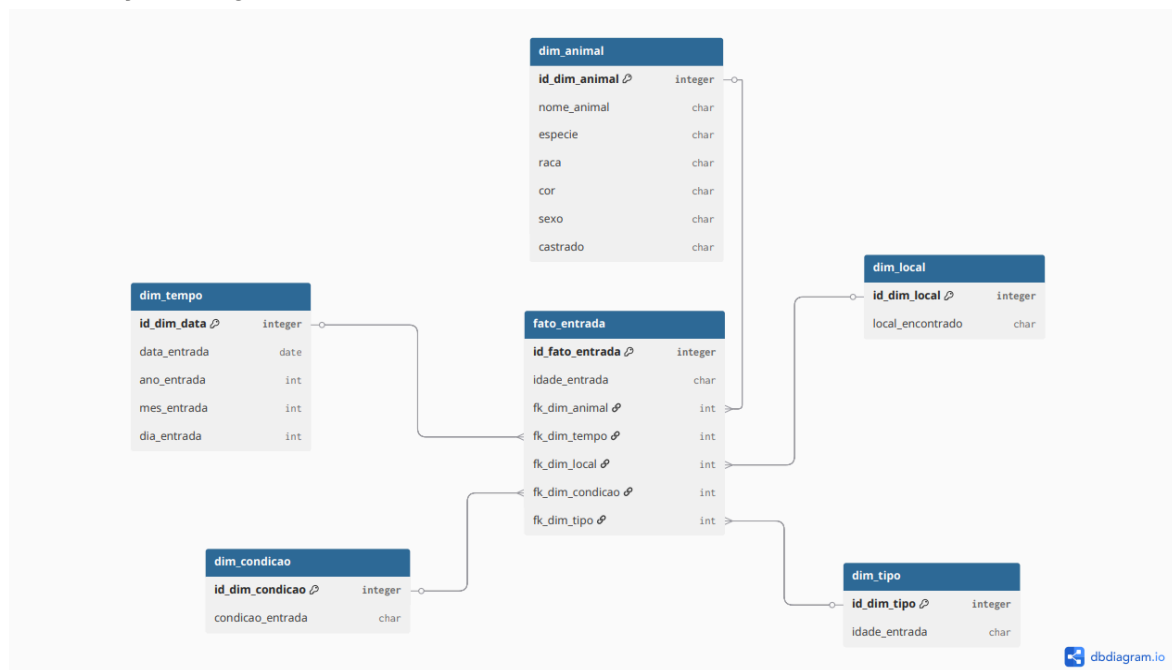 dim_animal
id_dim_animal integer
nome_animal char
especie char
raca char
cor char
sexo char
castrado char
dim_local
id_dim_local integer
local_encontrado char
dim_tempo
id_dim_data integer
data_entrada date
ano_entrada int
mes_entrada int
dia_entrada int
fato_entrada
id_fato_entrada integer
idade_entrada char
fk_dim_animal int
fk_dim_tempo int
fk_dim_local int
fk_dim_condicao int
fk_dim_tipo int
dim_condicao
id_dim_condicao integer
condicao_entrada char
dim_tipo
id_dim_tipo integer
idade_entrada char
dbdiagram.io